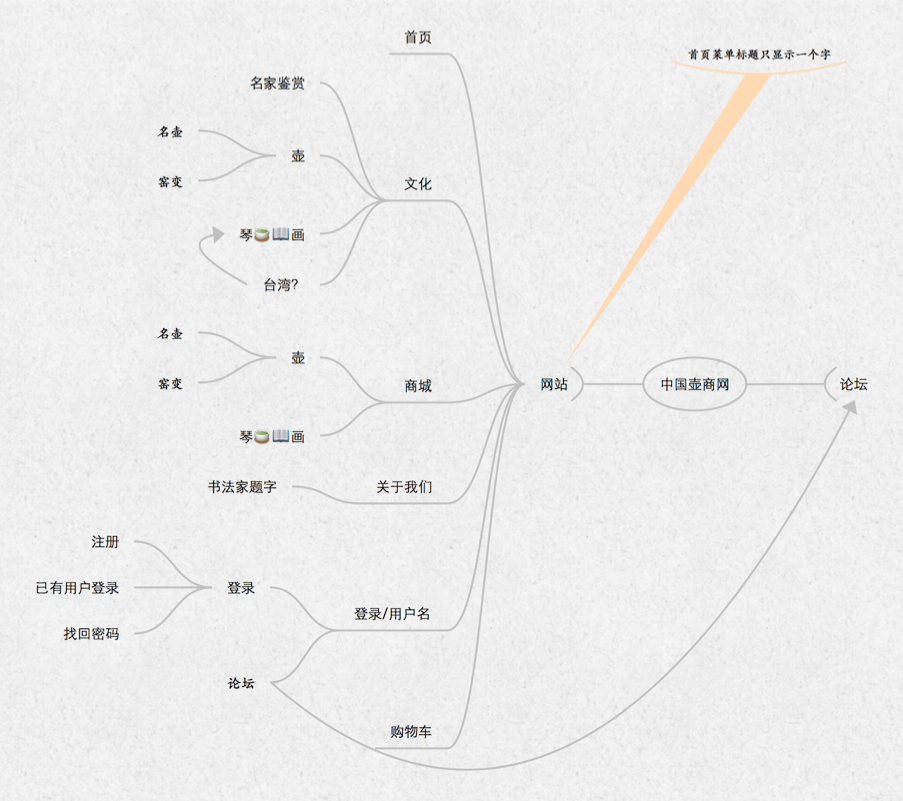 首页
首页菜单标题只显示一个字
名家鉴赏
名壶
壶
窑变
文化
琴🍵📖画
台湾?
名壶
壶
窑变
商城
网站
中国壶商网
论坛
琴🍵📖画
书法家题字
关于我们
注册
已有用户登录
登录
找回密码
登录/用户名
论坛
购物车